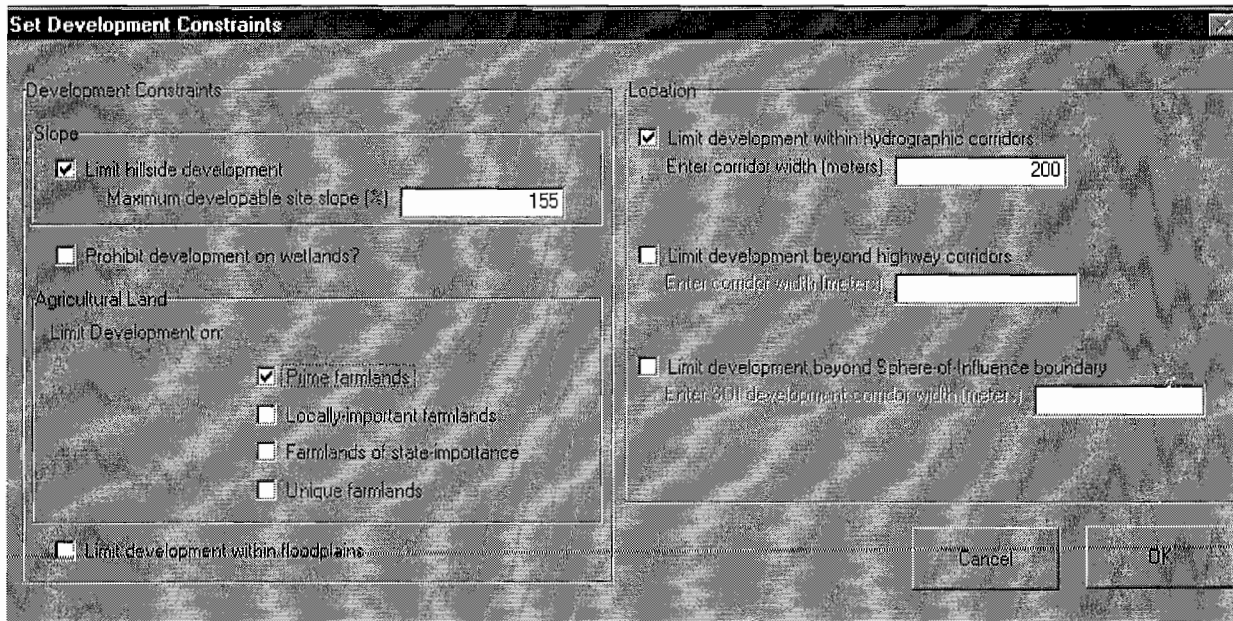 Set Development Constraints
Development Constraints
Slope
Limit hillside development
Maximum developable site slope (%)
155
Prohibit development on wetlands?
Agricultural Land
Limit Development on:
Prime farmlands
Locally-important farmlands
Farmlands of state-importance
Unique farmlands
Limit development within floodplains
Location
Limit development within hydrographic corridors
Enter corridor width (meters)
200
Limit development beyond highway corridors
Enter corridor width (meters)
Limit development beyond Sphere-of-Influence boundary
Enter SOI development corridor width (meters)
Cancel
OK